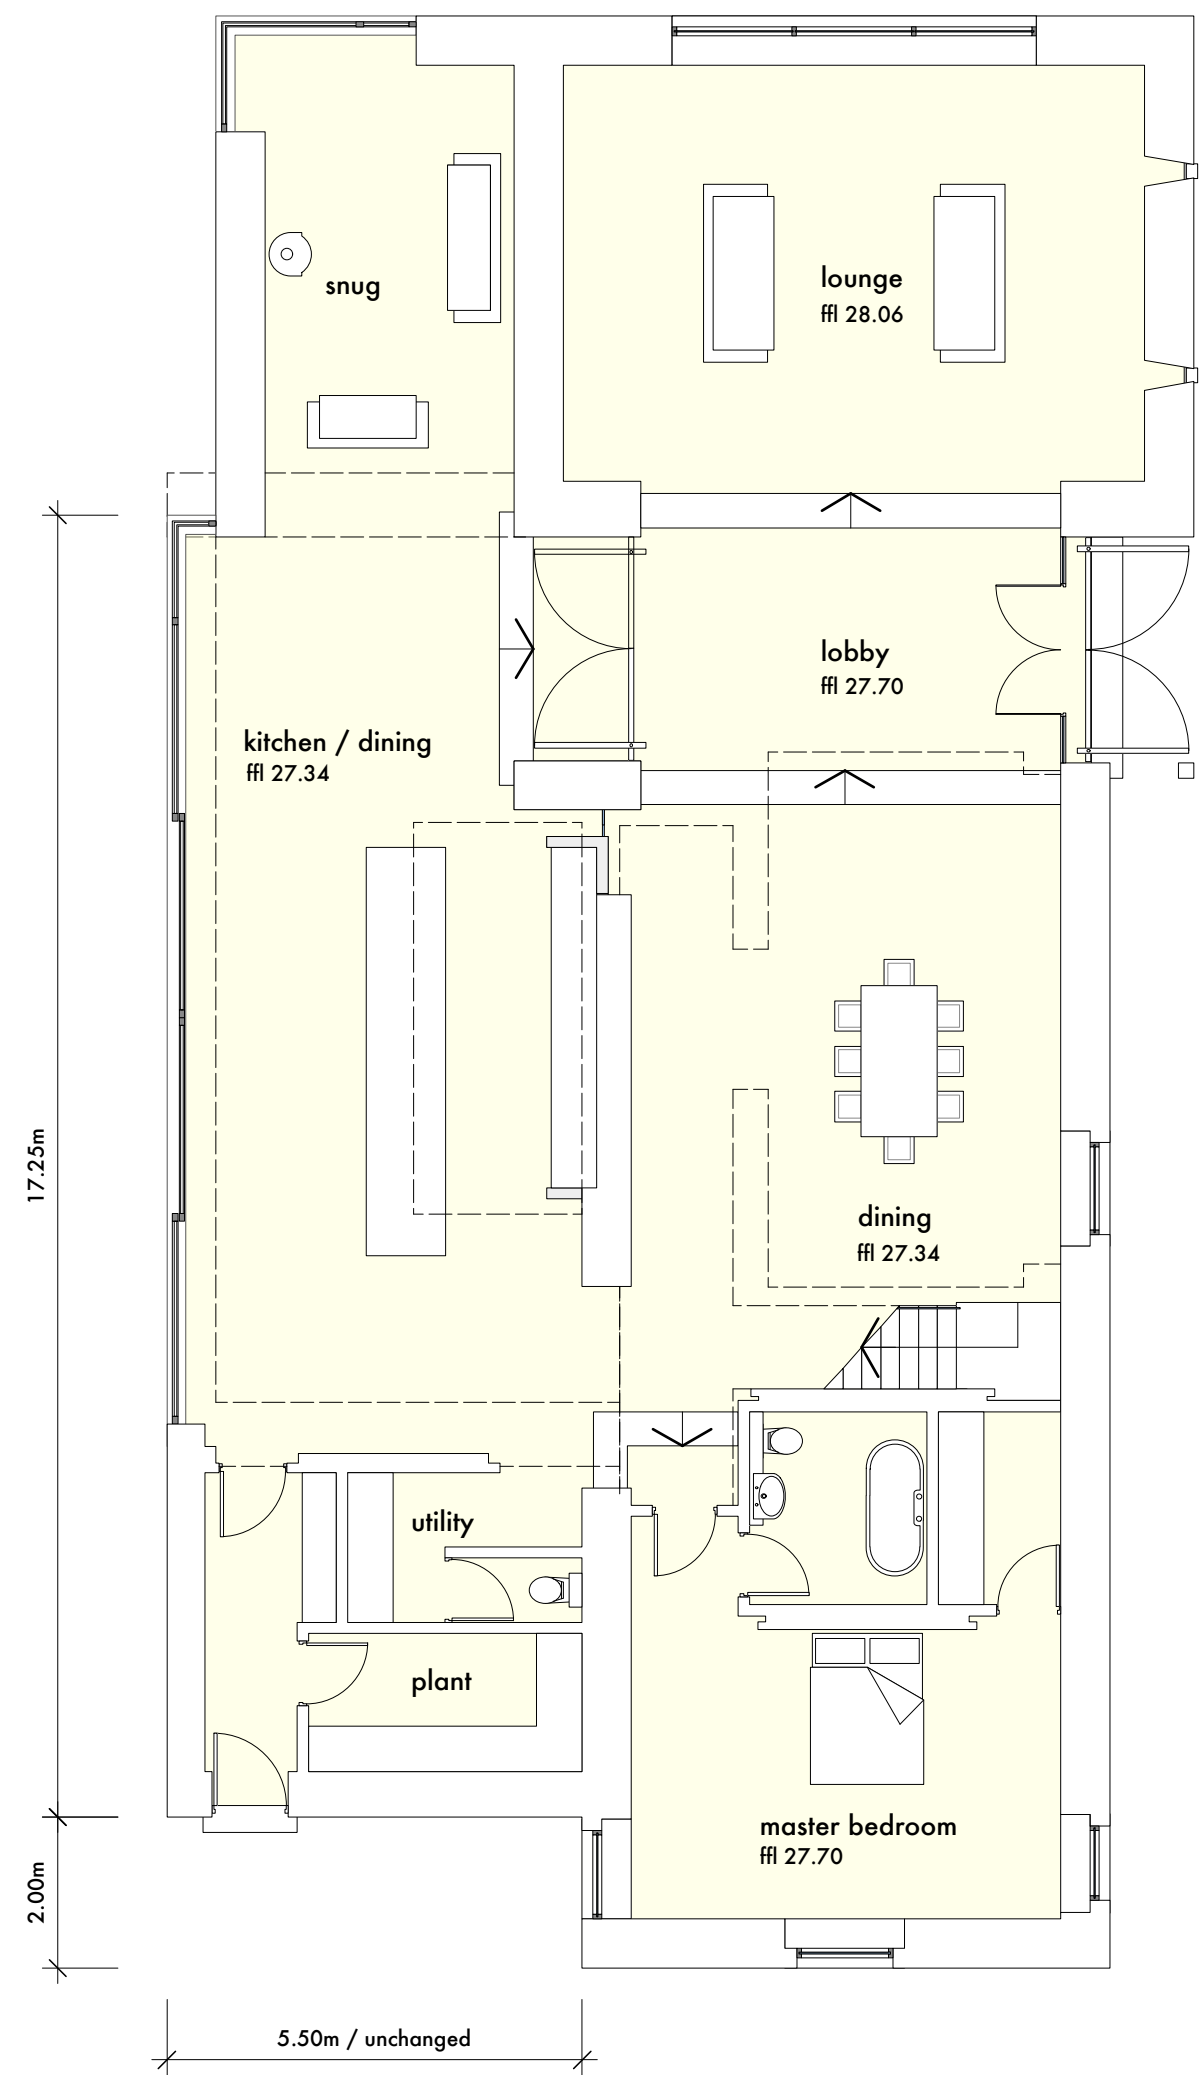 snug
lounge
ffl 28.06
lobby
ffl 27.70
kitchen / dining
ffl 27.34
17.25m
dining
ffl 27.34
utility
plant
master bedroom
ffl 27.70
2.00m
5.50m / unchanged